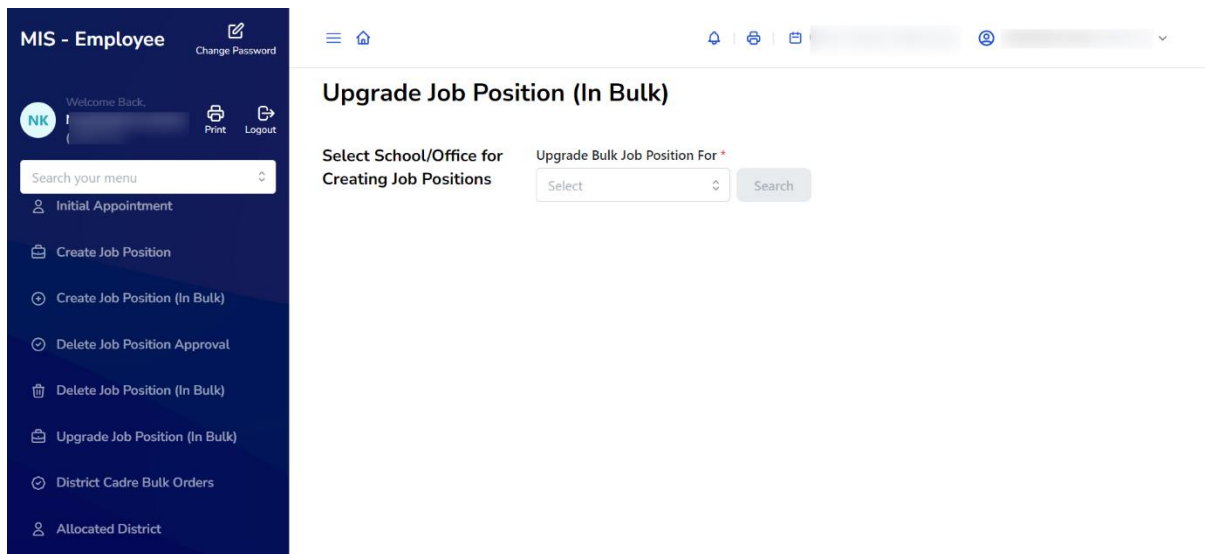 MIS - Employee
Change Password
Welcome Back,
NK
Print
Logout
Search your menu
Initial Appointment
Create Job Position
Create Job Position (In Bulk)
Delete Job Position Approval
Delete Job Position (In Bulk)
Upgrade Job Position (In Bulk)
District Cadre Bulk Orders
Allocated District
Upgrade Job Position (In Bulk)
Select School/Office for
Creating Job Positions
Upgrade Bulk Job Position For *
Select
Search